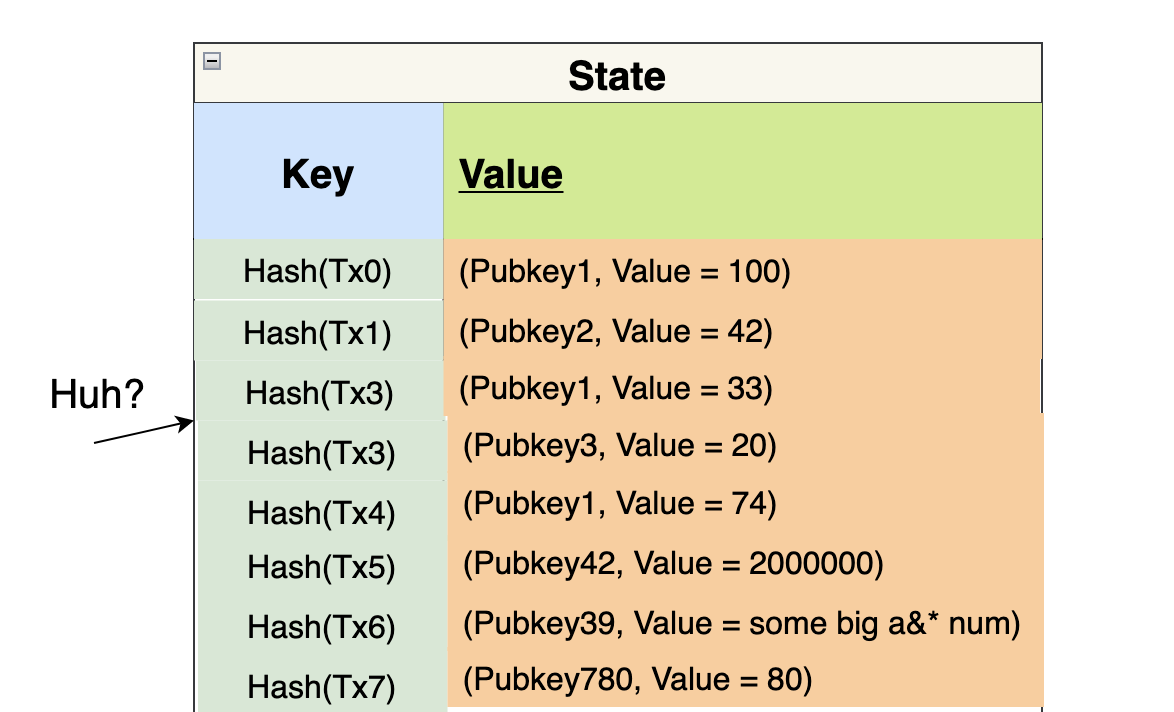 State
Key Value
Hash(Tx0) (Pubkey1, Value = 100)
Hash(Tx1) (Pubkey2, Value = 42)
Hash(Tx3) (Pubkey1, Value = 33)
Huh?
Hash(Tx3) (Pubkey3, Value = 20)
Hash(Tx4) (Pubkey1, Value = 74)
Hash(Tx5) (Pubkey42, Value = 2000000)
Hash(Tx6) (Pubkey39, Value = some big a&* num)
Hash(Tx7) (Pubkey780, Value = 80)